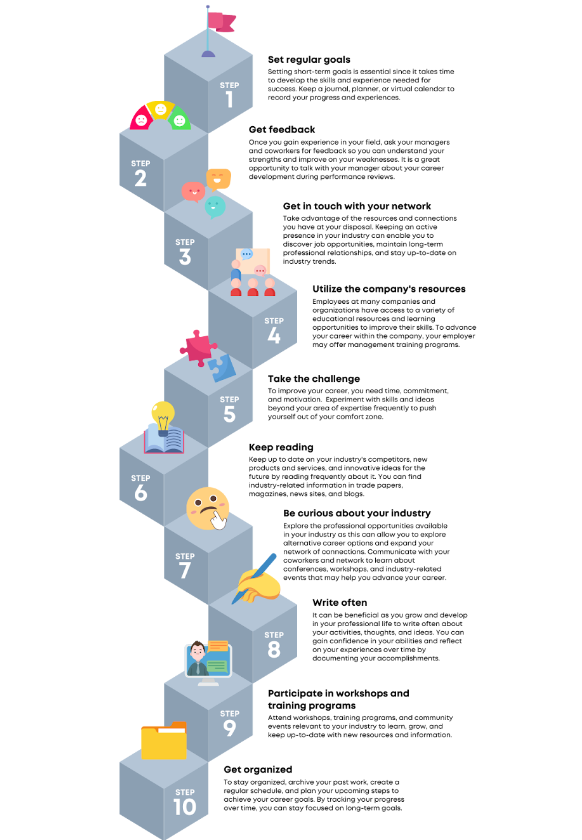 Set regular goals
Setting short-term goals is essential since it takes time
to develop the skills and experience needed for
success. Keep a journal, planner, or virtual calendar to
record your progress and experiences.
STEP
1
Get feedback
Once you gain experience in your field, ask your managers
and coworkers for feedback so you can understand your
strengths and improve on your weaknesses. It is a great
opportunity to talk with your manager about your career
development during performance reviews.
STEP
2
Get in touch with your network
Take advantage of the resources and connections
you have at your disposal. Keeping an active
presence in your industry can enable you to
discover job opportunities, maintain long-term
professional relationships, and stay up-to-date on
industry trends.
STEP
3
Utilize the company's resources
Employees at many companies and
organizations have access to a variety of
educational resources and learning
opportunities to improve their skills. To advance
your career within the company, your employer
may offer management training programs.
STEP
4
Take the challenge
To improve your career, you need time, commitment,
and motivation. Experiment with skills and ideas
beyond your area of expertise frequently to push
yourself out of your comfort zone.
STEP
5
Keep reading
Keep up to date on your industry's competitors, new
products and services, and innovative ideas for the
future by reading frequently about it. You can find
industry-related information in trade papers,
magazines, news sites, and blogs.
STEP
6
Be curious about your industry
Explore the professional opportunities available
in your industry as this can allow you to explore
alternative career options and expand your
network of connections. Communicate with your
coworkers and network to learn about
conferences, workshops, and industry-related
events that may help you advance your career.
STEP
7
Write often
It can be beneficial as you grow and develop
in your professional life to write often about
your activities, thoughts, and ideas. You can
gain confidence in your abilities and reflect
on your experiences over time by
documenting your accomplishments.
STEP
8
Participate in workshops and
training programs
Attend workshops, training programs, and community
events relevant to your industry to learn, grow, and
keep up-to-date with new resources and information.
STEP
9
Get organized
To stay organized, archive your past work, create a
regular schedule, and plan your upcoming steps to
achieve your career goals. By tracking your progress
over time, you can stay focused on long-term goals.
STEP
10